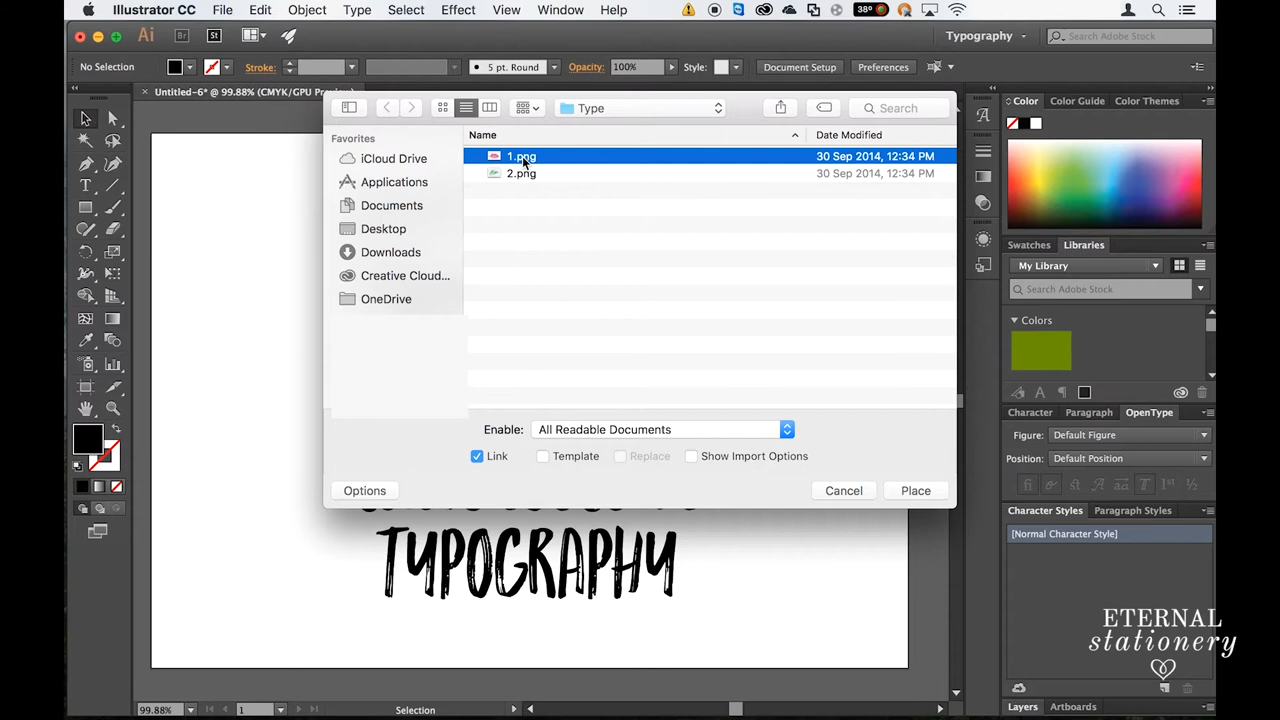 Illustrator CC File Edit Object Type Select Effect View Window Help 38°
Ai Br St Typography Search Adobe Stock
No Selection Stroke: 5 pt. Round Opacity: 100% Style: Document Setup Preferences
× Untitled-6* @ 99.88% (CMYK/GPU Preview)
Type
Search
Favorites
iCloud Drive
Applications
Documents
Desktop
Downloads
Creative Cloud...
OneDrive
Name Date Modified
1.png 30 Sep 2014, 12:34 PM
2.png 30 Sep 2014, 12:34 PM
Enable: All Readable Documents
Link Template Replace Show Import Options
Options Cancel Place
Color Color Guide Color Themes
Swatches Libraries
My Library
Search Adobe Stock
Colors
Character Paragraph OpenType
Figure: Default Figure
Position: Default Position
Character Styles Paragraph Styles
[Normal Character Style]
TYPOGRAPHY
ETERNAL
stationery
Layers Artboards
99.88% 1 Selection